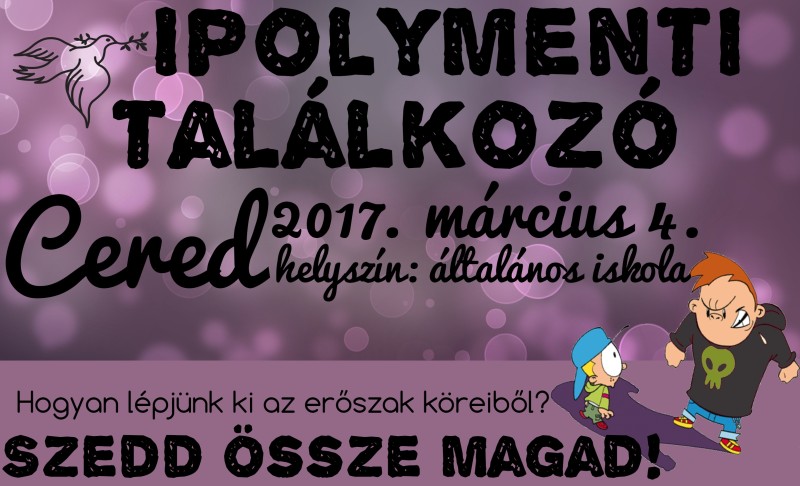 IPOLYMENTI
TALÁLKOZÓ
Cered
2017. március 4.
helyszín: általános iskola
Hogyan lépjünk ki az erőszak köreiből?
SZEDD ÖSSZE MAGAD!